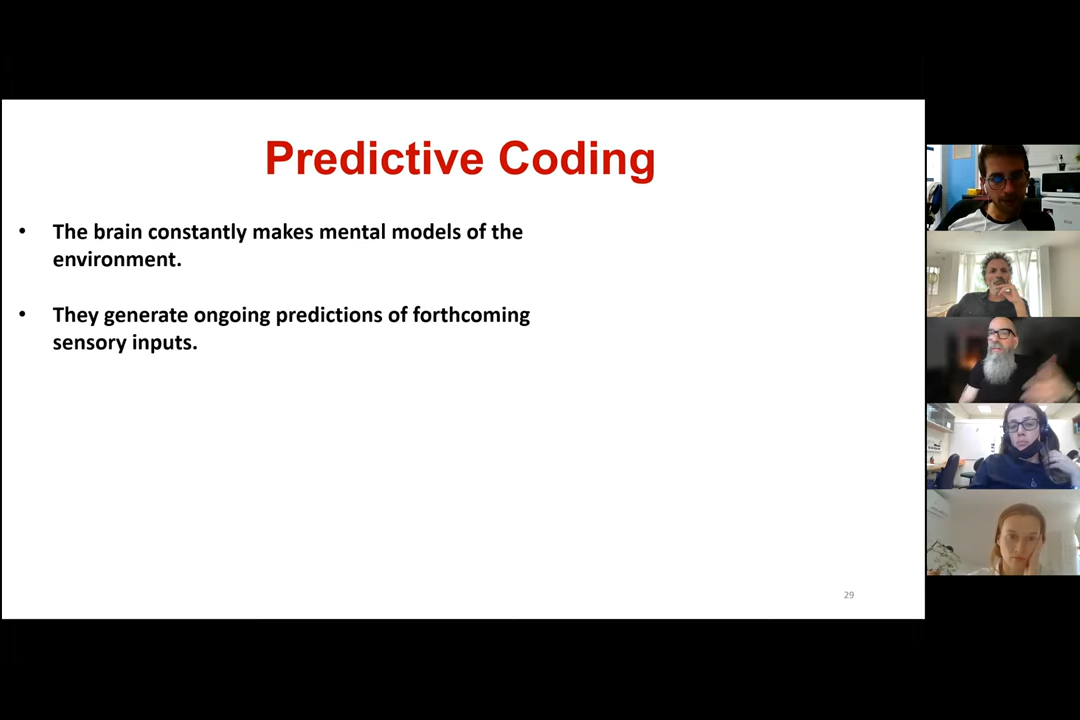 Predictive Coding
• The brain constantly makes mental models of the
environment.
• They generate ongoing predictions of forthcoming
sensory inputs.
29